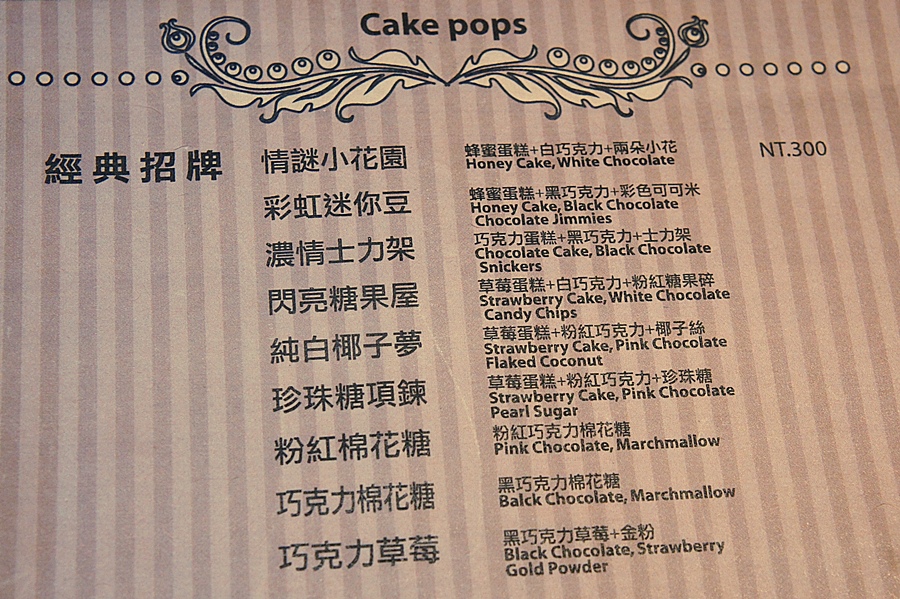 Cake pops
經典招牌
情謎小花園
蜂蜜蛋糕+白巧克力+兩朵小花
Honey Cake, White Chocolate
NT.300
彩虹迷你豆
蜂蜜蛋糕+黑巧克力+彩色可可米
Honey Cake, Black Chocolate
Chocolate Jimmies
濃情士力架
巧克力蛋糕+黑巧克力+士力架
Chocolate Cake, Black Chocolate
Snickers
閃亮糖果屋
草莓蛋糕+白巧克力+粉紅糖果碎
Strawberry Cake, White Chocolate
Candy Chips
純白椰子夢
草莓蛋糕+粉紅巧克力+椰子絲
Strawberry Cake, Pink Chocolate
Flaked Coconut
珍珠糖項鍊
草莓蛋糕+粉紅巧克力+珍珠糖
Strawberry Cake, Pink Chocolate
Pearl Sugar
粉紅棉花糖
粉紅巧克力棉花糖
Pink Chocolate, Marchmallow
巧克力棉花糖
黑巧克力棉花糖
Balck Chocolate, Marchmallow
巧克力草莓
黑巧克力草莓+金粉
Black Chocolate, Strawberry
Gold Powder